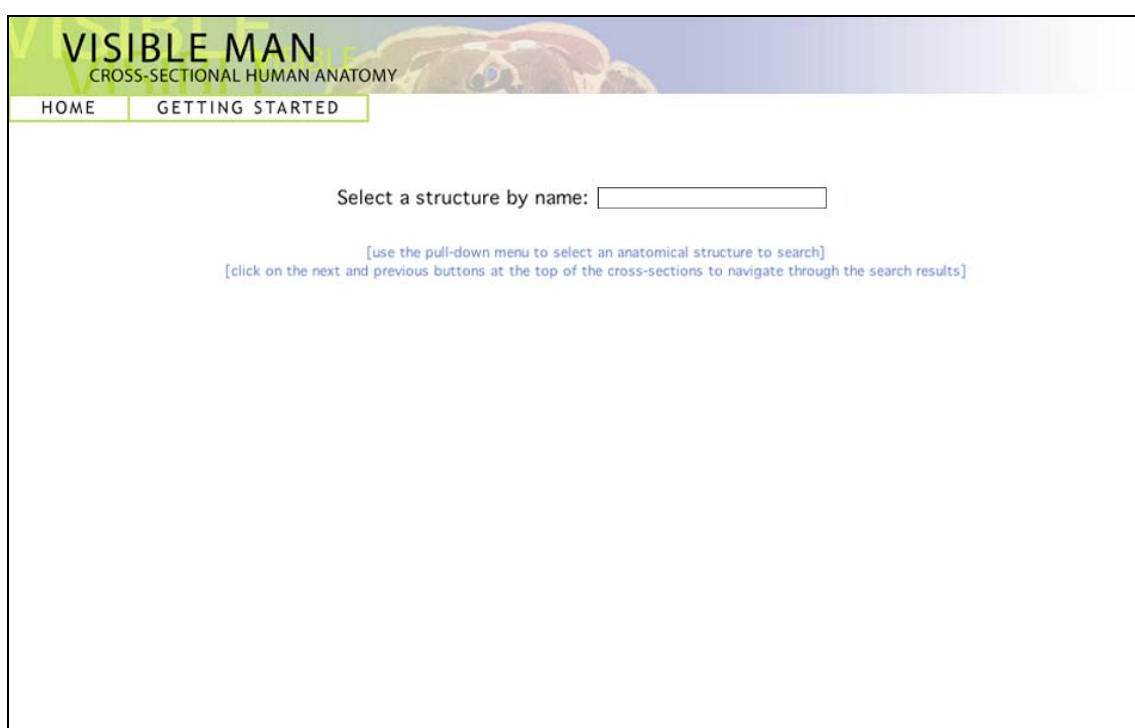 VISIBLE
VISIBLE
VISIBLE MAN
CROSS-SECTIONAL HUMAN ANATOMY
HOME GETTING STARTED
Select a structure by name:
[use the pull-down menu to select an anatomical structure to search]
[click on the next and previous buttons at the top of the cross-sections to navigate through the search results]